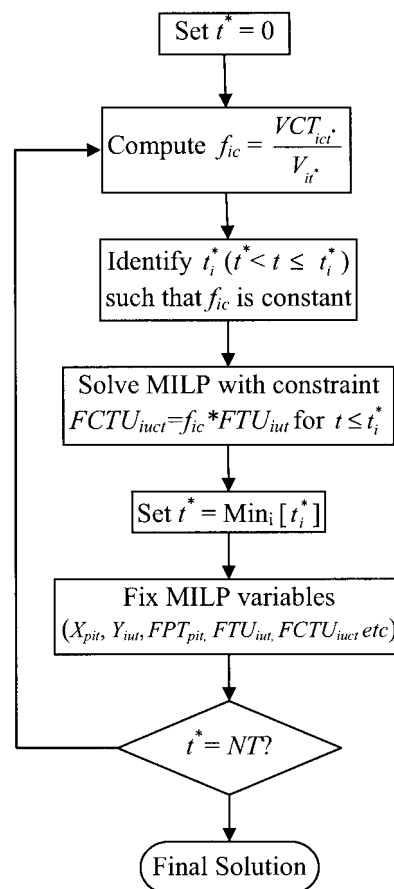 Set t* = 0
Compute f_ic = VCT_ict* / V_it*
Identify t_i* (t* < t ≤ t_i*)
such that f_ic is constant
Solve MILP with constraint
FCTU_iuct=f_ic*FTU_iut for t ≤ t_i*
Set t* = Min_i [t_i*]
Fix MILP variables
(X_pit, Y_iut, FPT_pit, FTU_iut, FCTU_iuct etc)
t* = NT?
Final Solution